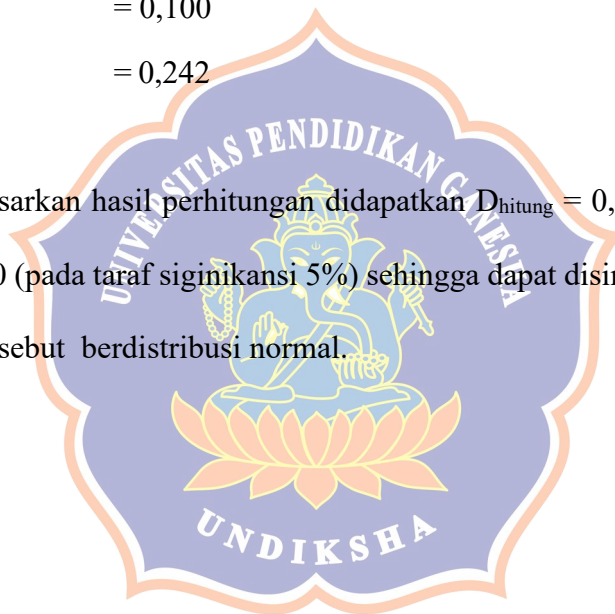 = 0,100
= 0,242
UNIVERSITAS PENDIDIKAN GANESHA
sarkan hasil perhitungan didapatkan Dhitung = 0,
0 (pada taraf siginikansi 5%) sehingga dapat disi
sebut berdistribusi normal.
UNDIKSHA